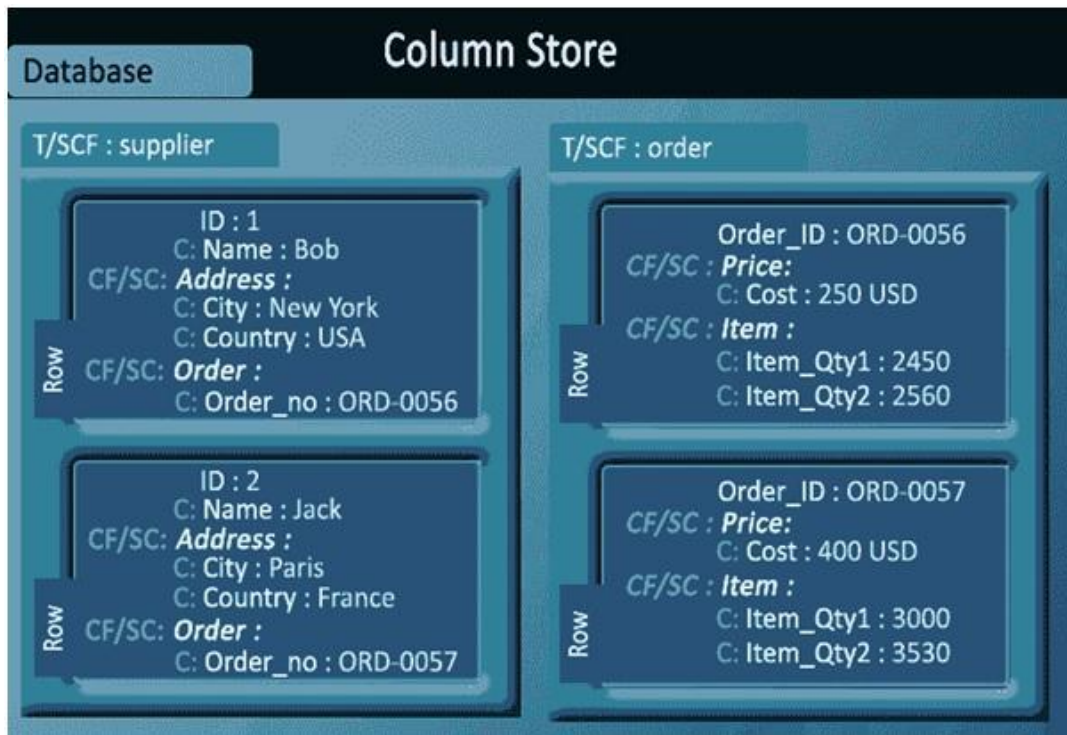 Column Store
Database
T/SCF : supplier
Row
ID : 1
C: Name : Bob
CF/SC: Address :
C: City : New York
C: Country : USA
CF/SC: Order :
C: Order_no : ORD-0056
Row
ID : 2
C: Name : Jack
CF/SC: Address :
C: City : Paris
C: Country : France
CF/SC: Order :
C: Order_no : ORD-0057
T/SCF : order
Row
Order_ID : ORD-0056
CF/SC : Price:
C: Cost : 250 USD
CF/SC : Item :
C: Item_Qty1 : 2450
C: Item_Qty2 : 2560
Row
Order_ID : ORD-0057
CF/SC : Price:
C: Cost : 400 USD
CF/SC : Item :
C: Item_Qty1 : 3000
C: Item_Qty2 : 3530